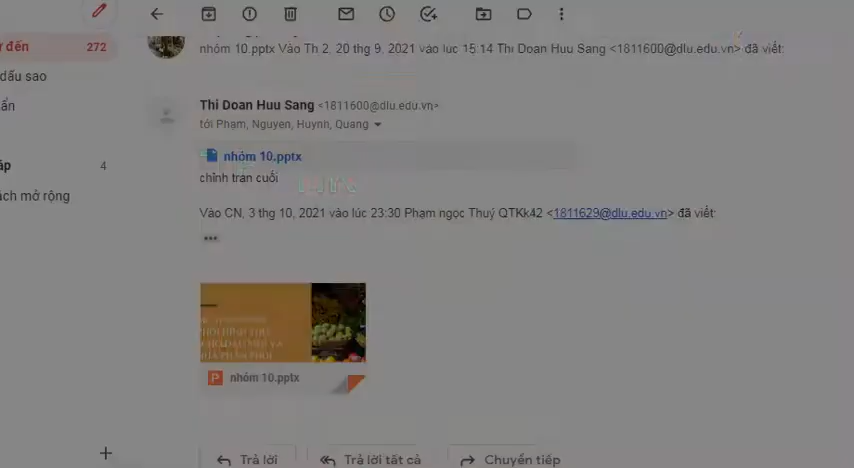 ư đến 272
nhóm 10.pptx Vào Th 2, 20 thg 9, 2021 vào lúc 15:14 Thi Doan Huu Sang <1811600@dlu.edu.vn> đã viết:
dấu sao
Thi Doan Huu Sang <1811600@dlu.edu.vn>
tới Phạm, Nguyen, Huynh, Quang
nhóm 10.pptx
áp 4
chỉnh trần cuối
ách mở rộng
Vào CN, 3 thg 10, 2021 vào lúc 23:30 Phạm ngọc Thuý QTKk42 <1811629@dlu.edu.vn> đã viết:
nhóm 10.pptx
Trả lời Trả lời tất cả Chuyển tiếp